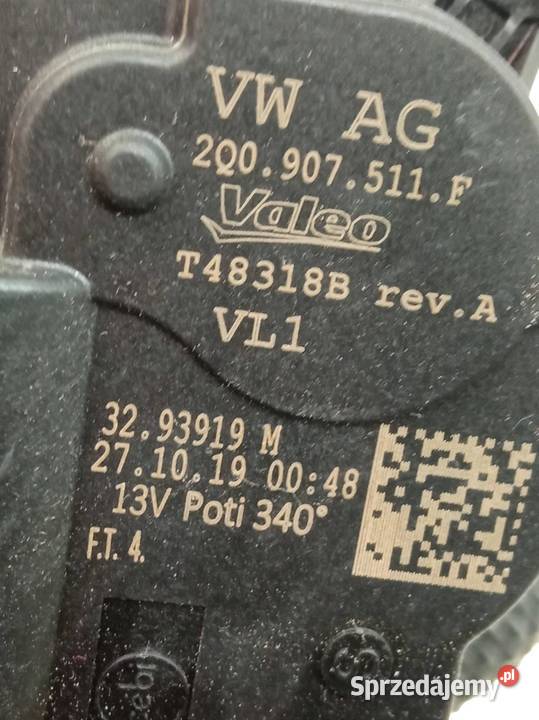 VW AG
2Q0.907.511.F
Valeo
T48318B rev.A
VL1
32.93919 M
27.10.19 00:48
13V Poti 340°
F.T. 4.
Sprzedajemy.pl